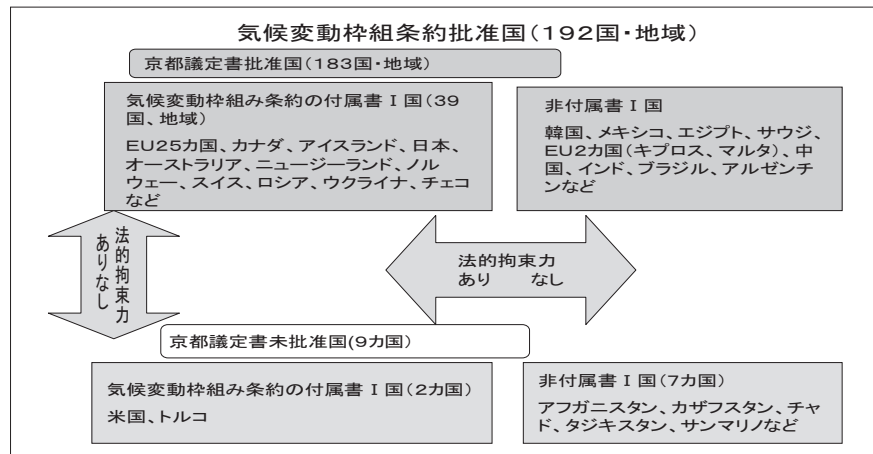 気候変動枠組条約批准国(192国・地域)
京都議定書批准国(183国・地域)
気候変動枠組み条約の付属書Ⅰ国(39
国、地域)
EU25カ国、カナダ、アイスランド、日本、
オーストラリア、ニュージーランド、ノル
ウェー、スイス、ロシア、ウクライナ、チェコ
など
非付属書Ⅰ国
韓国、メキシコ、エジプト、サウジ、
EU2カ国(キプロス、マルタ)、中
国、インド、ブラジル、アルゼンチ
ンなど
法的拘束力
ありなし
法的拘束力
あり なし
京都議定書未批准国(9カ国)
気候変動枠組み条約の付属書Ⅰ国(2カ国)
米国、トルコ
非付属書Ⅰ国(7カ国)
アフガニスタン、カザフスタン、チャ
ド、タジキスタン、サンマリノなど